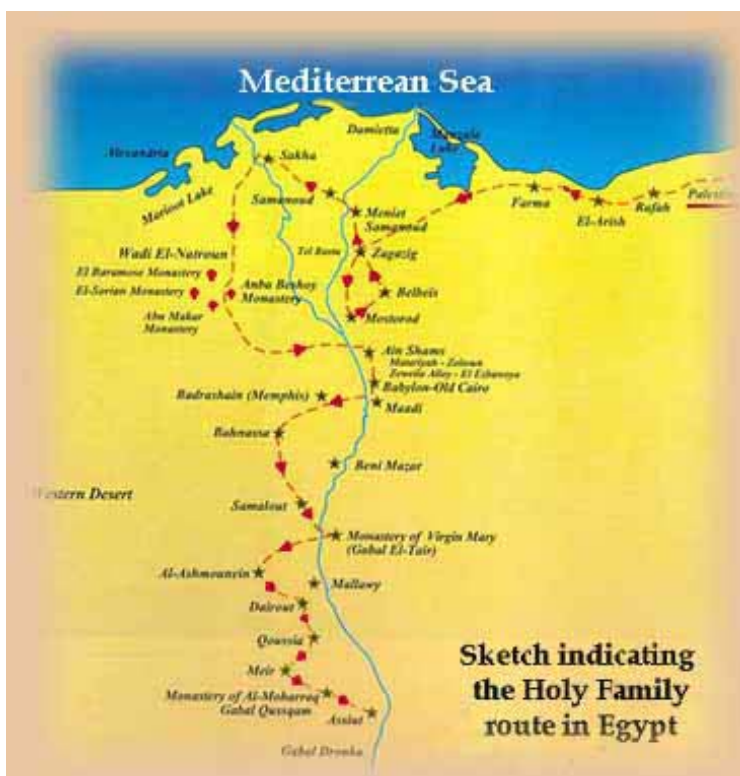 Mediterrean Sea
Damietta
Manzala
Lake
Alexandria
Sakha
Mariout Lake
Samanoud
Meniet
Samanoud
Farma
El-Arish
Rafah
Palestine
Wadi El-Natroun
Tel Basta
Zagazig
El Baramose Monastery
El-Sorian Monastery
Anba Beshoy
Monastery
Belbeis
Abu Makar
Monastery
Mostorod
Ain Shams
Matariyah - Zeitoun
Zeweila Alley - El Ezbaweya
Babylon-Old Cairo
Badrashain (Memphis)
Maadi
Bahnassa
Beni Mazar
Western Desert
Samalout
Monastery of Virgin Mary
(Gabal El-Tair)
Al-Ashmounein
Mallawy
Dairout
Qoussia
Meir
Monastery of Al-Moharraq
Gabal Qussqam
Assiut
Gabal Dronka
Sketch indicating
the Holy Family
route in Egypt